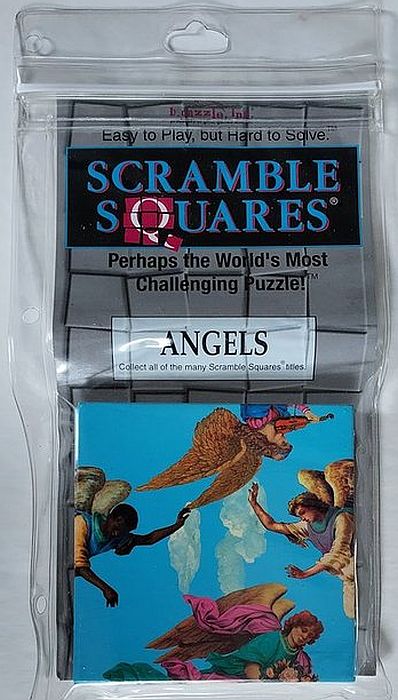 b.dazzle, inc.
Easy to Play, but Hard to Solve.™
SCRAMBLE
SQUARES®
Perhaps the World's Most
Challenging Puzzle!™
ANGELS
Collect all of the many Scramble Squares® titles.